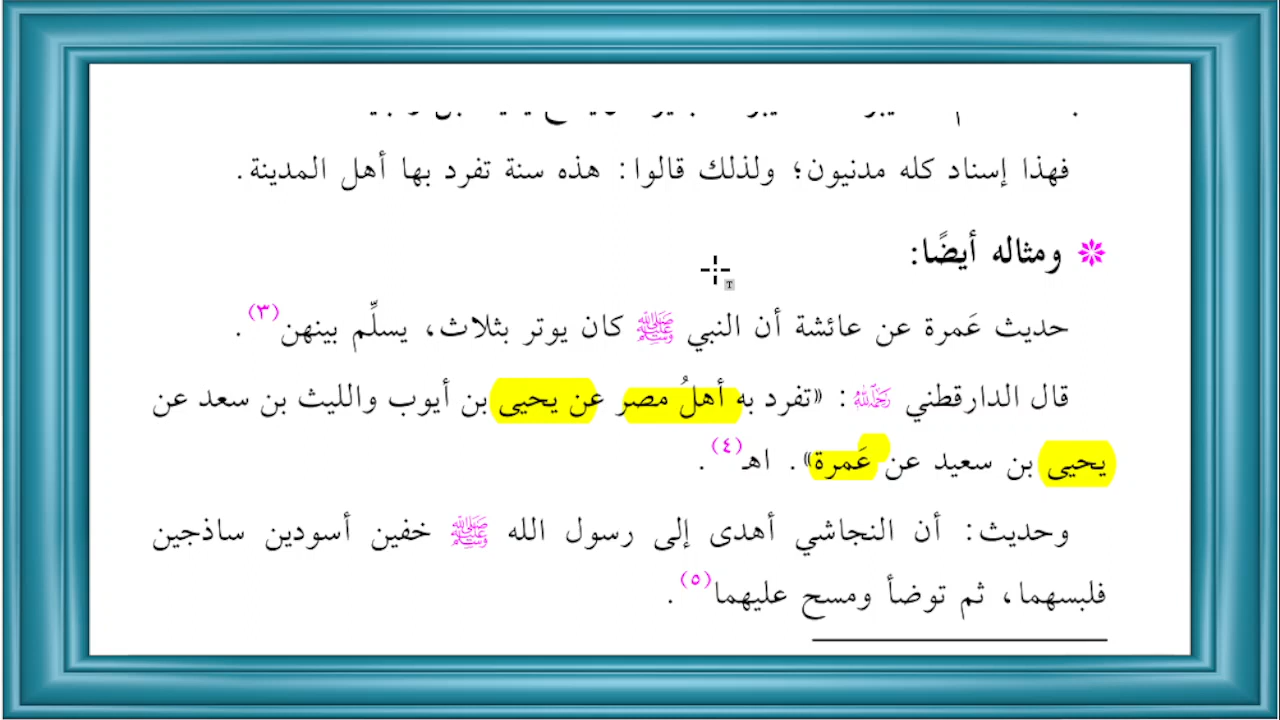 فهذا إسناد كله مدنيون؛ ولذلك قالوا: هذه سنة تفرد بها أهل المدينة.
❋ ومثاله أيضًا:
حديث عَمرة عن عائشة أن النبي ﷺ كان يوتر بثلاث، يسلِّم بينهن(٣).
قال الدارقطني رَحِمَهُ اللهُ: «تفرد به أهلُ مصر عن يحيى بن أيوب والليث بن سعد عن
يحيى بن سعيد عن عَمرة». اهـ(٤).
وحديث: أن النجاشي أهدى إلى رسول الله ﷺ خفين أسودين ساذجين
فلبسهما، ثم توضأ ومسح عليهما(٥).